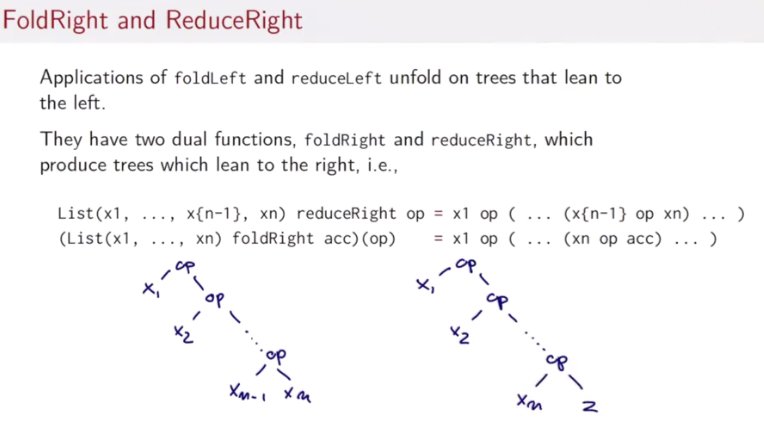 FoldRight and ReduceRight
Applications of foldLeft and reduceLeft unfold on trees that lean to
the left.
They have two dual functions, foldRight and reduceRight, which
produce trees which lean to the right, i.e.,
List(x1, ..., x{n-1}, xn) reduceRight op = x1 op ( ... (x{n-1} op xn) ... )
(List(x1, ..., xn) foldRight acc)(op) = x1 op ( ... (xn op acc) ... )
op op
x1 op x1 op
x2 x2
op op
xn-1 xn xn z